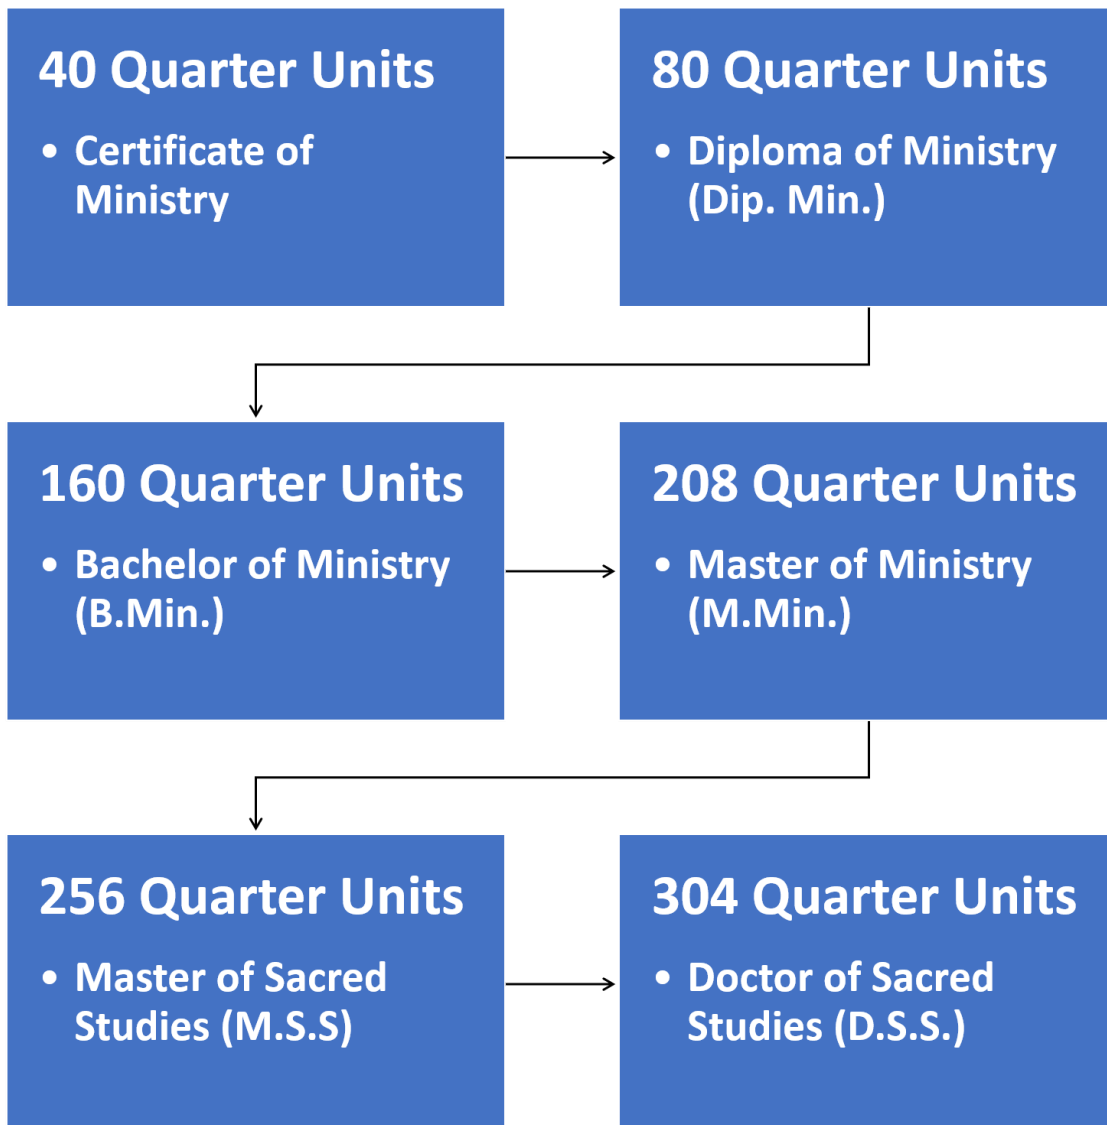 40 Quarter Units
• Certificate of
Ministry
80 Quarter Units
• Diploma of Ministry
(Dip. Min.)
160 Quarter Units
• Bachelor of Ministry
(B.Min.)
208 Quarter Units
• Master of Ministry
(M.Min.)
256 Quarter Units
• Master of Sacred
Studies (M.S.S)
304 Quarter Units
• Doctor of Sacred
Studies (D.S.S.)